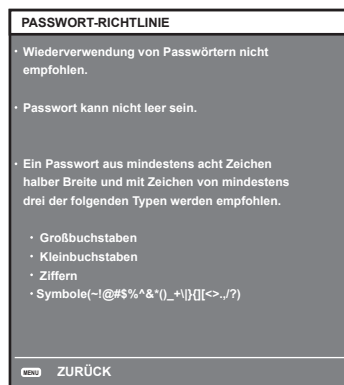 PASSWORT-RICHTLINIE
· Wiederverwendung von Passwörtern nicht
empfohlen.
· Passwort kann nicht leer sein.
· Ein Passwort aus mindestens acht Zeichen
halber Breite und mit Zeichen von mindestens
drei der folgenden Typen werden empfohlen.
· Großbuchstaben
· Kleinbuchstaben
· Ziffern
· Symbole(~!@#$%^&*()_+\|}{][<>.,/?)
MENU ZURÜCK